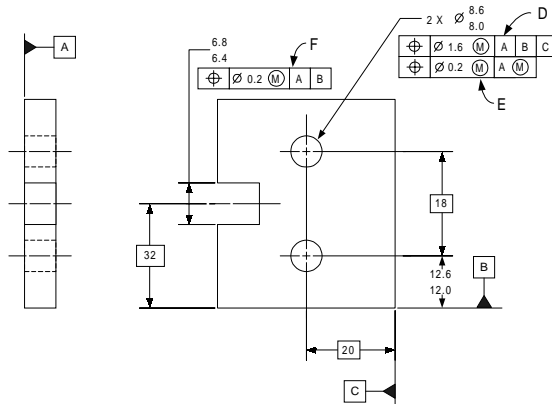 A
6.8
6.4
F
⌖ Ø 0.2 Ⓜ A B
2 X Ø 8.6
8.0
D
⌖ Ø 1.6 Ⓜ A B C
⌖ Ø 0.2 Ⓜ A Ⓜ
E
18
32
12.6
12.0
B
20
C